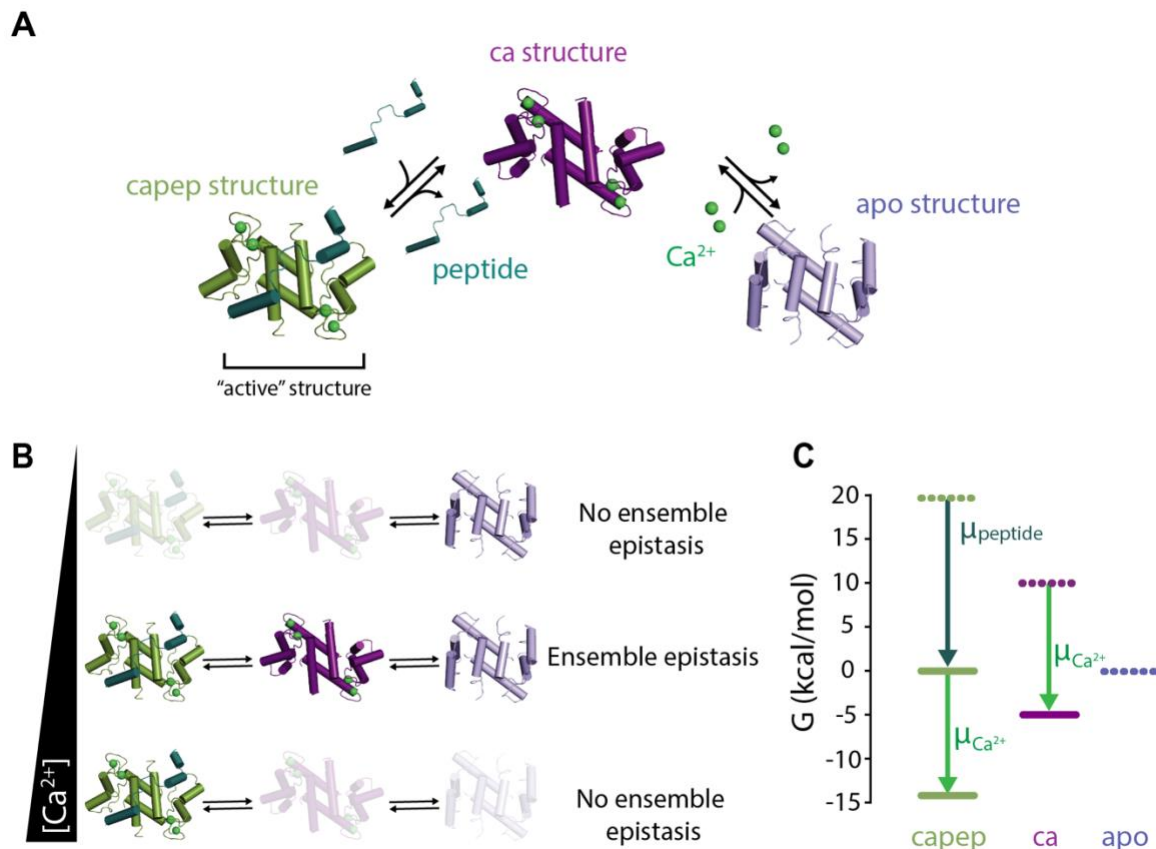 A
ca structure
capep structure
apo structure
peptide
Ca²⁺
“active” structure
B
[Ca²⁺]
No ensemble
epistasis
Ensemble epistasis
No ensemble
epistasis
C
G (kcal/mol)
20
15
10
5
0
-5
-10
-15
μpeptide
μCa²⁺
μCa²⁺
capep
ca
apo